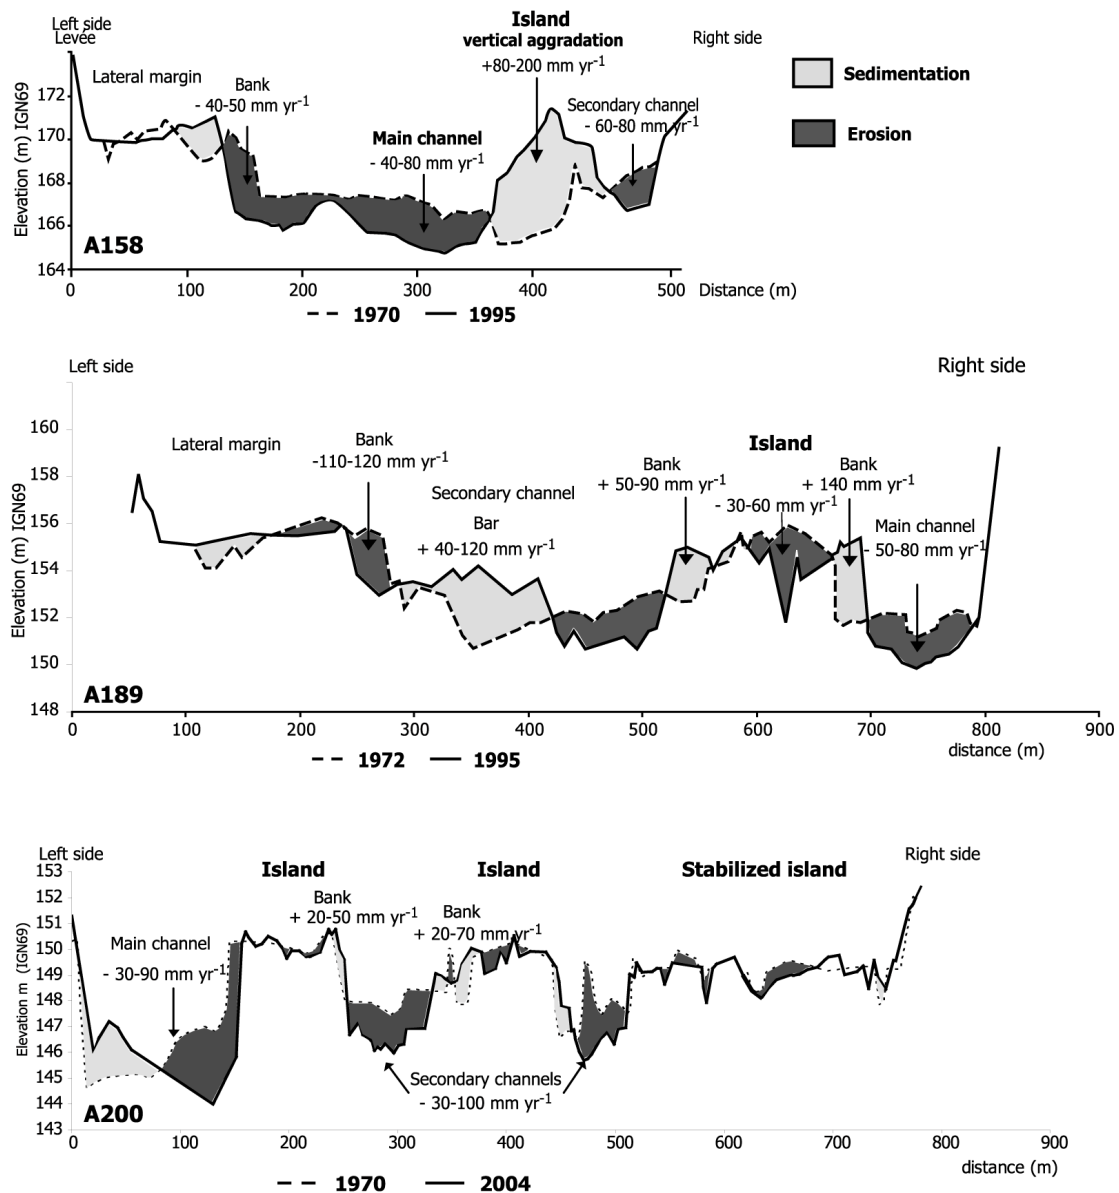 Left side
Levée
Island
vertical aggradation
+80-200 mm yr-1
Right side
Sedimentation
Erosion
Lateral margin
Bank
- 40-50 mm yr-1
Main channel
- 40-80 mm yr-1
Secondary channel
- 60-80 mm yr-1
Elevation (m) IGN69
172
170
168
166
164
A158
0 100 200 300 400 500 Distance (m)
1970 1995
Left side
Right side
Elevation (m) IGN69
160
158
156
154
152
150
148
Lateral margin
Bank
-110-120 mm yr-1
Secondary channel
Bar
+ 40-120 mm yr-1
Bank
+ 50-90 mm yr-1
Island
- 30-60 mm yr-1
Bank
+ 140 mm yr-1
Main channel
- 50-80 mm yr-1
A189
0 100 200 300 400 500 600 700 800 900
distance (m)
1972 1995
Left side
Right side
Elevation m (IGN69)
153
152
151
150
149
148
147
146
145
144
143
Island
Island
Stabilized island
Bank
+ 20-50 mm yr-1
Bank
+ 20-70 mm yr-1
Main channel
- 30-90 mm yr-1
Secondary channels
- 30-100 mm yr-1
A200
0 100 200 300 400 500 600 700 800 900
distance (m)
1970 2004